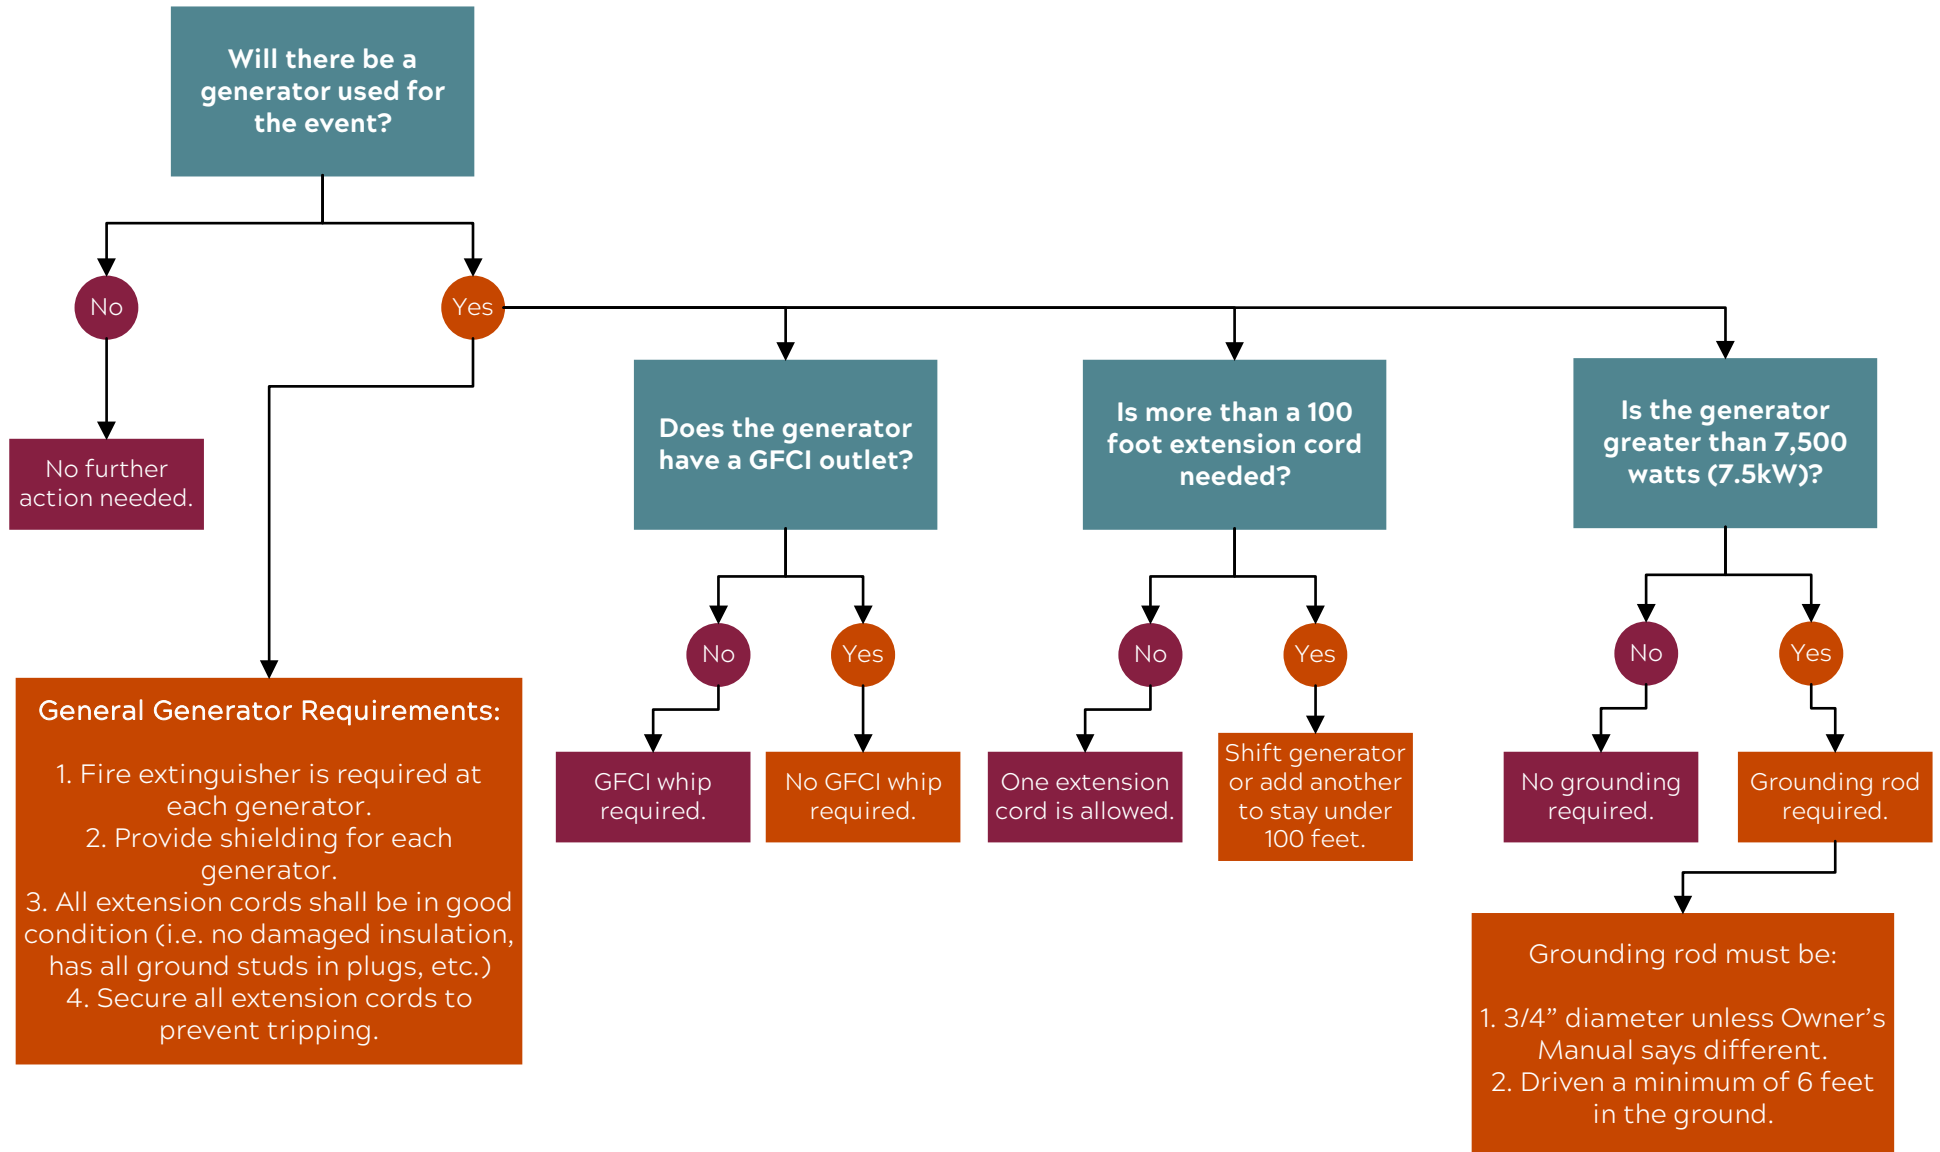 Will there be a
generator used for
the event?
No
Yes
No further
action needed.
General Generator Requirements:
1. Fire extinguisher is required at
each generator.
2. Provide shielding for each
generator.
3. All extension cords shall be in good
condition (i.e. no damaged insulation,
has all ground studs in plugs, etc.)
4. Secure all extension cords to
prevent tripping.
Does the generator
have a GFCI outlet?
No
Yes
GFCI whip
required.
No GFCI whip
required.
Is more than a 100
foot extension cord
needed?
No
Yes
One extension
cord is allowed.
Shift generator
or add another
to stay under
100 feet.
Is the generator
greater than 7,500
watts (7.5kW)?
No
Yes
No grounding
required.
Grounding rod
required.
Grounding rod must be:
1. 3/4” diameter unless Owner’s
Manual says different.
2. Driven a minimum of 6 feet
in the ground.